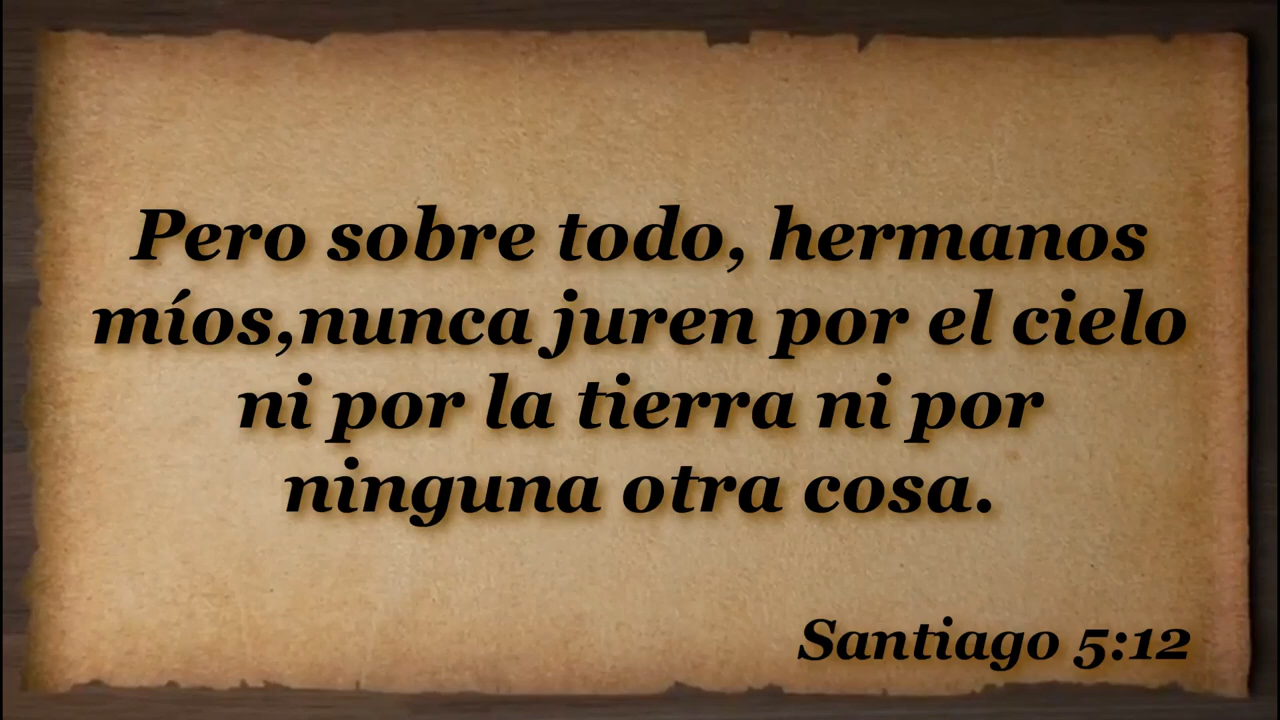 Pero sobre todo, hermanos
míos,nunca juren por el cielo
ni por la tierra ni por
ninguna otra cosa.
Santiago 5:12